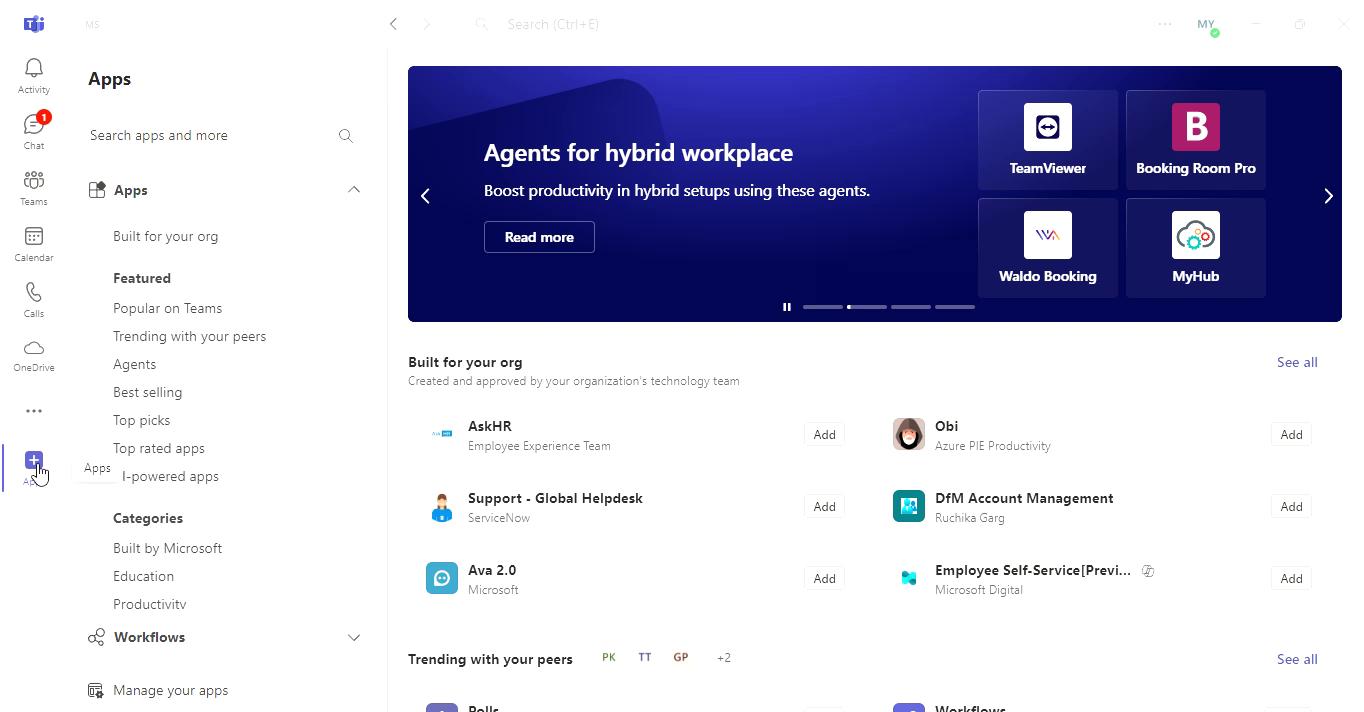 MS
Search (Ctrl+E)
MY
Activity
1
Chat
Teams
Calendar
Calls
OneDrive
Apps
Search apps and more
Apps
Built for your org
Featured
Popular on Teams
Trending with your peers
Agents
Best selling
Top picks
Top rated apps
Apps
I-powered apps
Categories
Built by Microsoft
Education
Productivity
Workflows
Manage your apps
Agents for hybrid workplace
Boost productivity in hybrid setups using these agents.
Read more
TeamViewer
B
Booking Room Pro
WA
Waldo Booking
MyHub
Built for your org
See all
Created and approved by your organization's technology team
AskHR
Employee Experience Team
Add
Obi
Azure PIE Productivity
Add
Support - Global Helpdesk
ServiceNow
Add
DfM Account Management
Ruchika Garg
Add
Ava 2.0
Microsoft
Add
Employee Self-Service[Previ...
Microsoft Digital
Add
Trending with your peers
PK
TT
GP
+2
See all
Polls
Workflows